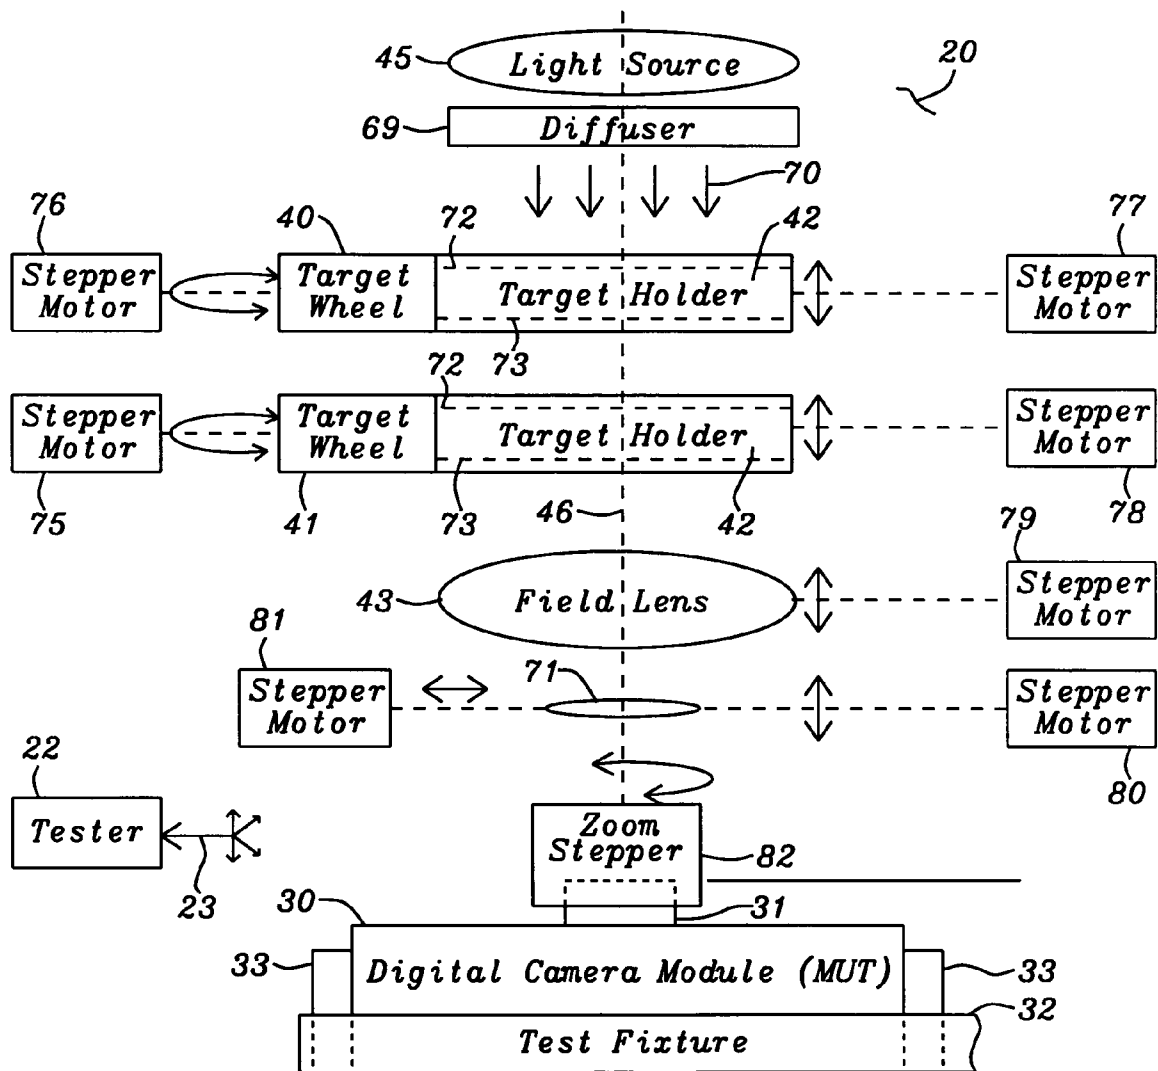 45
Light Source
20
69
Diffuser
70
76
40
72
42
77
Stepper
Motor
Target
Wheel
Target Holder
Stepper
Motor
73
72
Stepper
Motor
Target
Wheel
Target Holder
Stepper
Motor
75
41
73
46
42
78
79
43
Field Lens
Stepper
Motor
81
71
Stepper
Motor
Stepper
Motor
80
22
Tester
23
Zoom
Stepper
82
30
31
33
Digital Camera Module (MUT)
33
32
Test Fixture